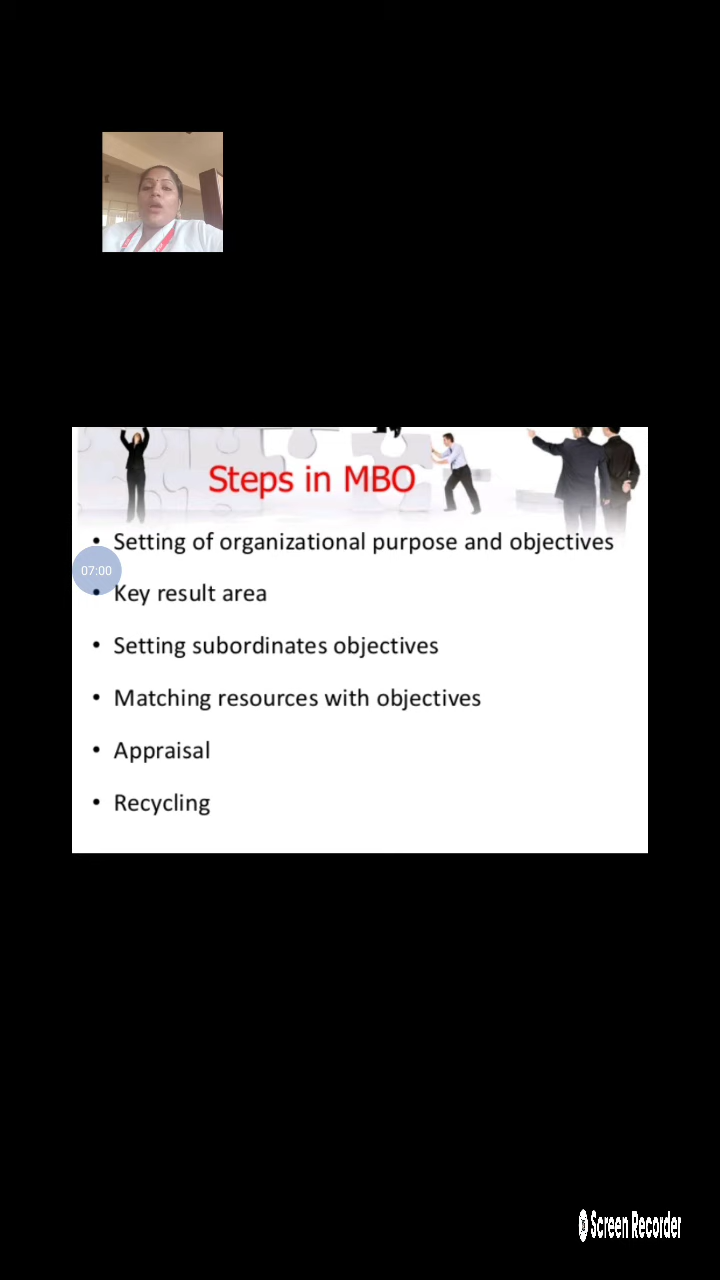 Steps in MBO
• Setting of organizational purpose and objectives
07:00
• Key result area
• Setting subordinates objectives
• Matching resources with objectives
• Appraisal
• Recycling
Screen Recorder